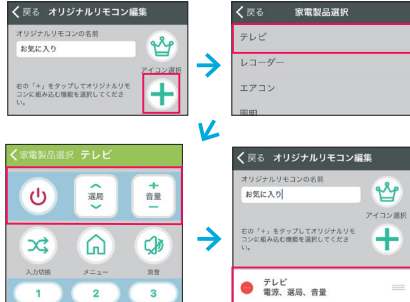 戻る オリジナルリモコン編集
オリジナルリモコンの名前
お気に入り
アイコン選択
右の「+」をタップしてオリジナルリモ
コンに組み込む機能を選択してくださ
い。
戻る 家電製品選択
テレビ
レコーダー
エアコン
照明
家電製品選択 テレビ
選局
+
音量
−
入力切換
メニュー
消音
1
2
3
戻る オリジナルリモコン編集
オリジナルリモコンの名前
お気に入り
アイコン選択
右の「+」をタップしてオリジナルリモ
コンに組み込む機能を選択してくださ
い。
テレビ
電源、選局、音量